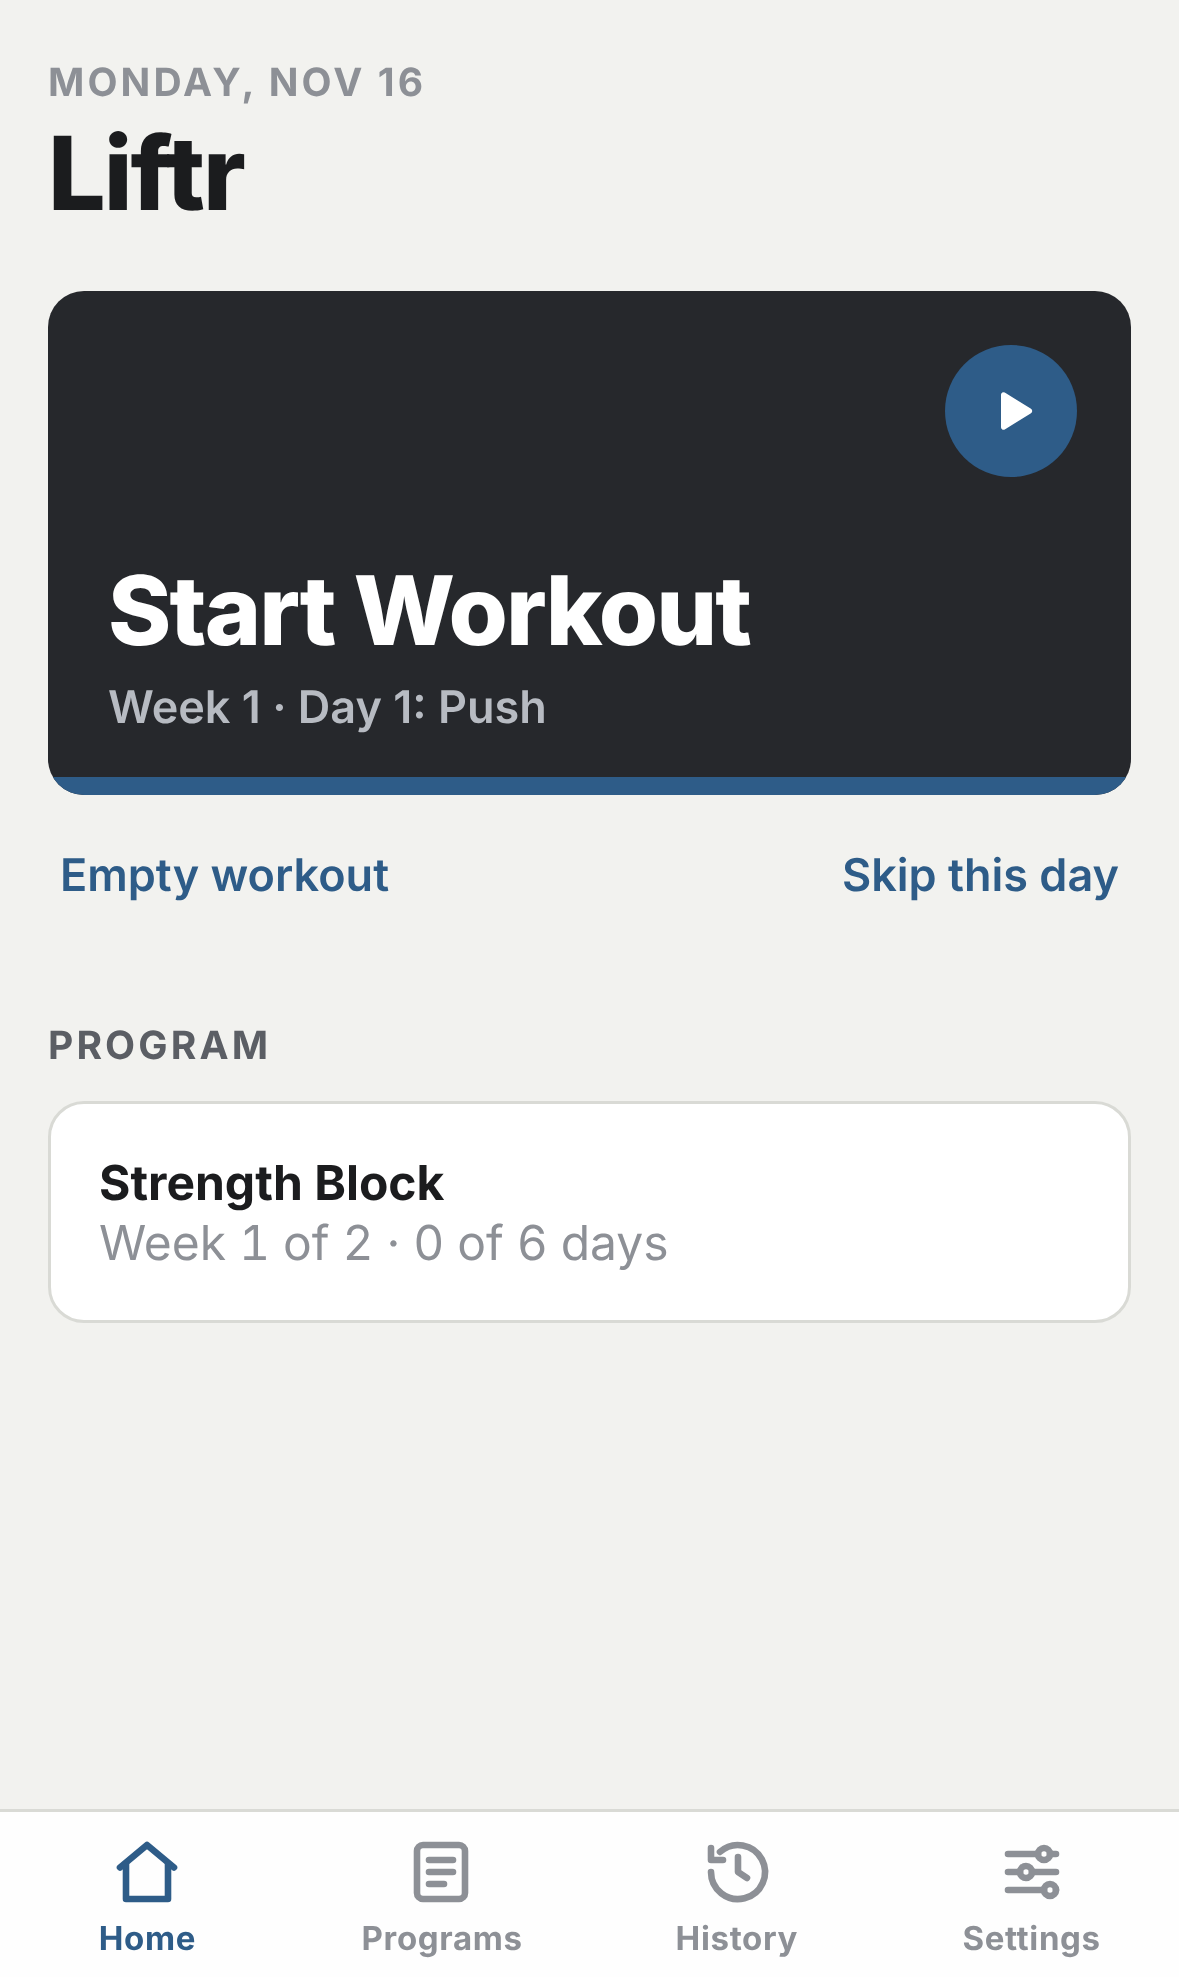 MONDAY, NOV 16
Liftr
Start Workout
Week 1 · Day 1: Push
Empty workout
Skip this day
PROGRAM
Strength Block
Week 1 of 2 · 0 of 6 days
Home
Programs
History
Settings